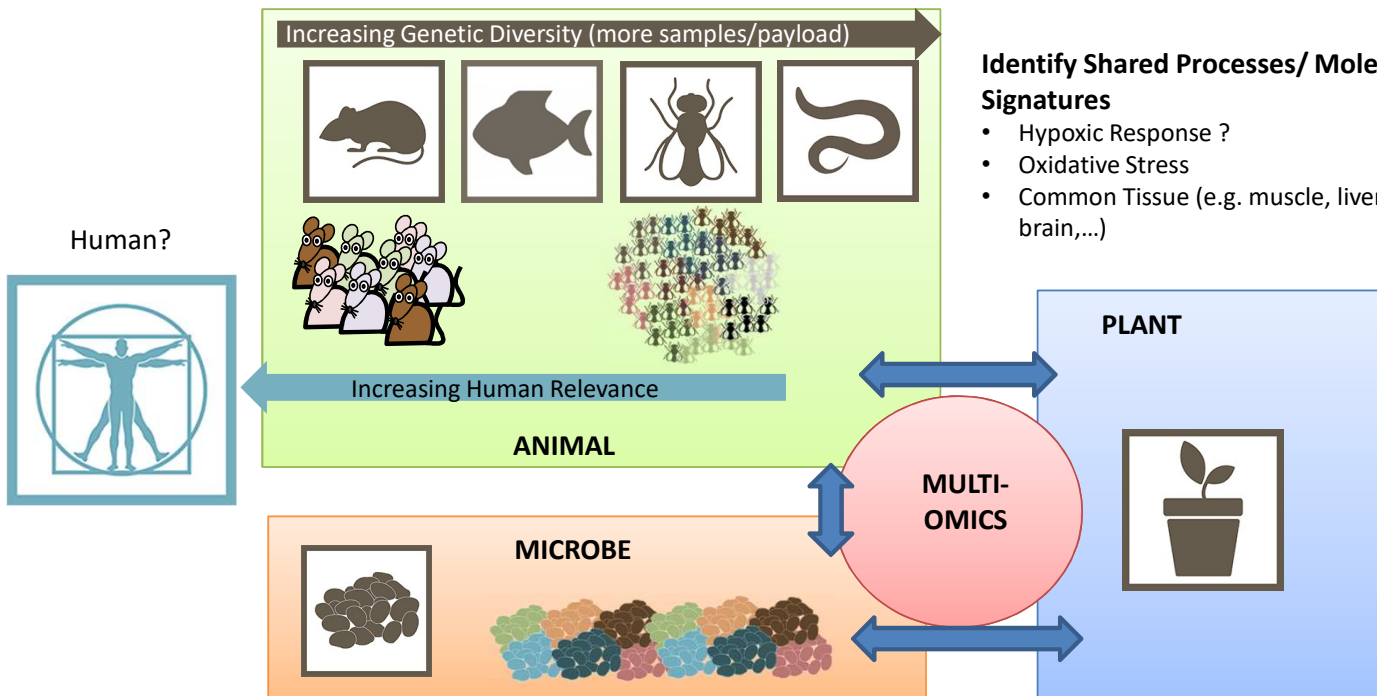 Increasing Genetic Diversity (more samples/payload)
Identify Shared Processes/ Mole
Signatures
• Hypoxic Response ?
• Oxidative Stress
• Common Tissue (e.g. muscle, liver
brain,…)
Human?
PLANT
Increasing Human Relevance
ANIMAL
MULTI-
OMICS
MICROBE